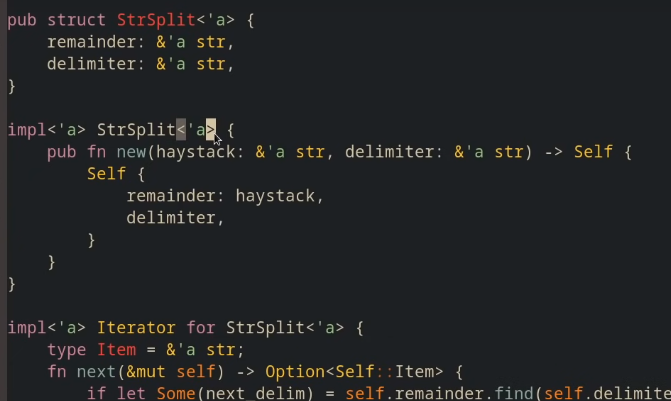 pub struct StrSplit<'a> {
    remainder: &'a str,
    delimiter: &'a str,
}
impl<'a> StrSplit<'a> {
    pub fn new(haystack: &'a str, delimiter: &'a str) -> Self {
        Self {
            remainder: haystack,
            delimiter,
        }
    }
}
impl<'a> Iterator for StrSplit<'a> {
    type Item = &'a str;
    fn next(&mut self) -> Option<Self::Item> {
        if let Some(next_delim) = self.remainder.find(self.delimite